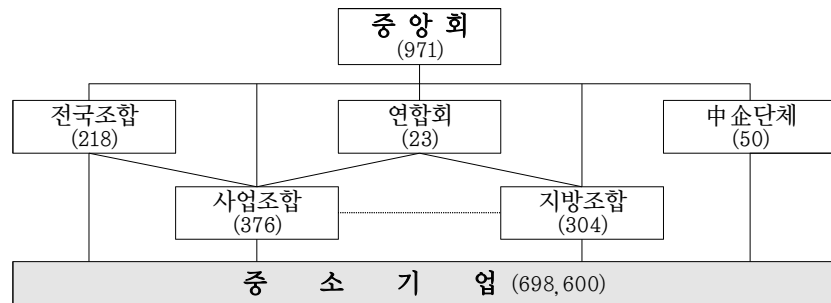 중 앙 회
(971)
전국조합
(218)
연합회
(23)
中 企단체
(50)
사업조합
(376)
지방조합
(304)
중 소 기 업 (698,600)